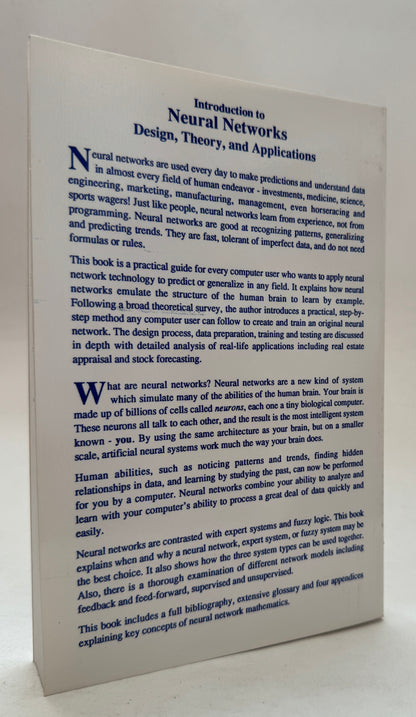 Introduction to
Neural Networks
Design, Theory, and Applications
Neural networks are used every day to make predictions and understand data
in almost every field of human endeavor - investments, medicine, science,
engineering, marketing, manufacturing, management, even horseracing and
sports wagers! Just like people, neural networks learn from experience, not from
programming. Neural networks are good at recognizing patterns, generalizing
and predicting trends. They are fast, tolerant of imperfect data, and do not need
formulas or rules.
This book is a practical guide for every computer user who wants to apply neural
network technology to predict or generalize in any field. It explains how neural
networks emulate the structure of the human brain to learn by example.
Following a broad theoretical survey, the author introduces a practical, step-by-
step method any computer user can follow to create and train an original neural
network. The design process, data preparation, training and testing are discussed
in depth with detailed analysis of real-life applications including real estate
appraisal and stock forecasting.
What are neural networks? Neural networks are a new kind of system
which simulate many of the abilities of the human brain. Your brain is
made up of billions of cells called neurons, each one a tiny biological computer.
These neurons all talk to each other, and the result is the most intelligent system
known - you. By using the same architecture as your brain, but on a smaller
scale, artificial neural systems work much the way your brain does.
Human abilities, such as noticing patterns and trends, finding hidden
relationships in data, and learning by studying the past, can now be performed
for you by a computer. Neural networks combine your ability to analyze and
learn with your computer's ability to process a great deal of data quickly and
easily.
Neural networks are contrasted with expert systems and fuzzy logic. This book
explains when and why a neural network, expert system, or fuzzy system may be
the best choice. It also shows how the three system types can be used together.
Also, there is a thorough examination of different network models including
feedback and feed-forward, supervised and unsupervised.
This book includes a full bibliography, extensive glossary and four appendices
explaining key concepts of neural network mathematics.